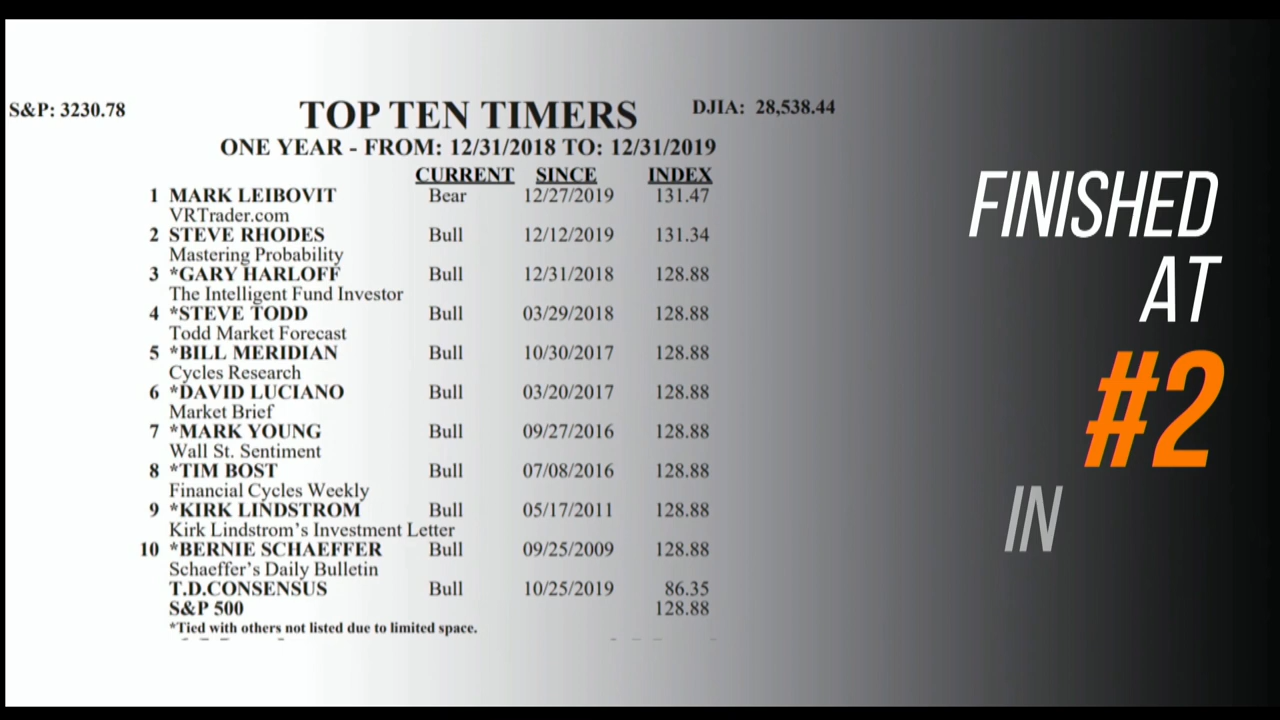 S&P: 3230.78
TOP TEN TIMERS
DJIA: 28,538.44
ONE YEAR - FROM: 12/31/2018 TO: 12/31/2019
CURRENT SINCE INDEX
1 MARK LEIBOVIT Bear 12/27/2019 131.47
VRTrader.com
2 STEVE RHODES Bull 12/12/2019 131.34
Mastering Probability
3 *GARY HARLOFF Bull 12/31/2018 128.88
The Intelligent Fund Investor
4 *STEVE TODD Bull 03/29/2018 128.88
Todd Market Forecast
5 *BILL MERIDIAN Bull 10/30/2017 128.88
Cycles Research
6 *DAVID LUCIANO Bull 03/20/2017 128.88
Market Brief
7 *MARK YOUNG Bull 09/27/2016 128.88
Wall St. Sentiment
8 *TIM BOST Bull 07/08/2016 128.88
Financial Cycles Weekly
9 *KIRK LINDSTROM Bull 05/17/2011 128.88
Kirk Lindstrom's Investment Letter
10 *BERNIE SCHAEFFER Bull 09/25/2009 128.88
Schaeffer's Daily Bulletin
T.D.CONSENSUS Bull 10/25/2019 86.35
S&P 500 128.88
*Tied with others not listed due to limited space.
FINISHED
AT
#2
IN